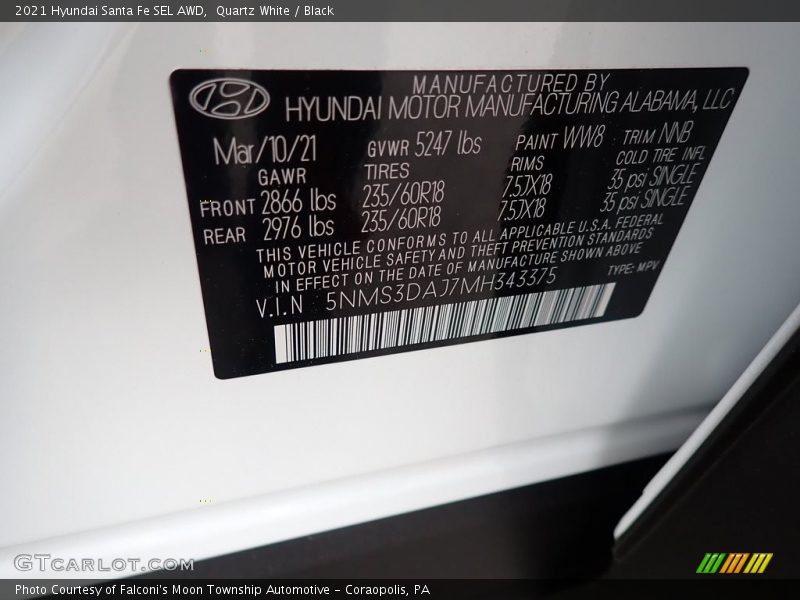 2021 Hyundai Santa Fe SEL AWD, Quartz White / Black
MANUFACTURED BY
HYUNDAI MOTOR MANUFACTURING ALABAMA, LLC
Mar/10/21 GVWR 5247 lbs PAINT WW8 TRIM NNB
GAWR TIRES RIMS COLD TIRE INFL
FRONT 2866 lbs 235/60R18 7.5JX18 35 psi SINGLE
REAR 2976 lbs 235/60R18 7.5JX18 35 psi SINGLE
THIS VEHICLE CONFORMS TO ALL APPLICABLE U.S.A. FEDERAL
MOTOR VEHICLE SAFETY AND THEFT PREVENTION STANDARDS
IN EFFECT ON THE DATE OF MANUFACTURE SHOWN ABOVE
V.I.N 5NMS3DAJ7MH343375 TYPE: MPV
GTCARLOT.COM
Photo Courtesy of Falconi's Moon Township Automotive - Coraopolis, PA